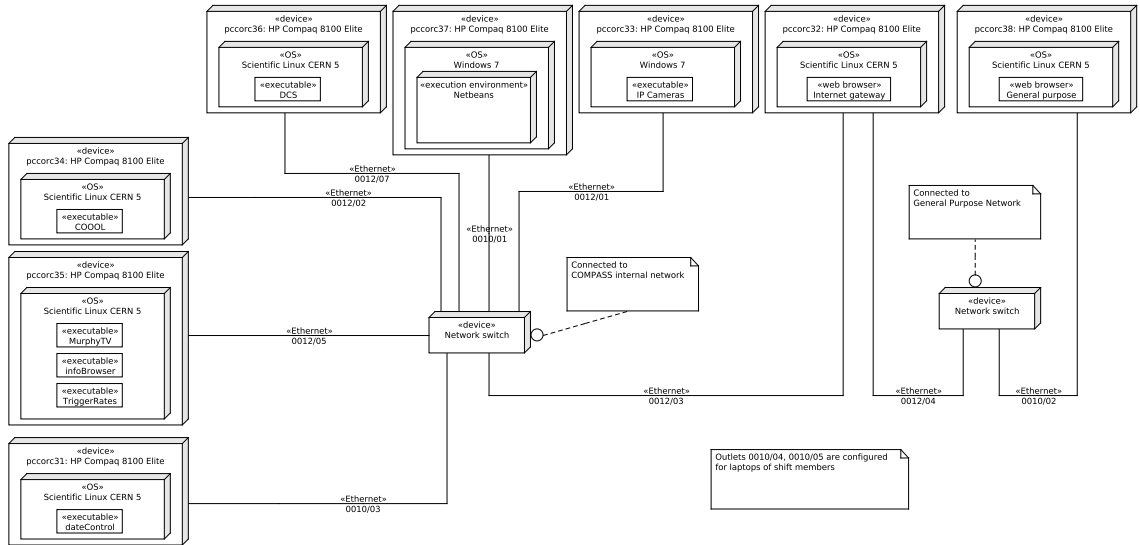 «device»
pccorc36: HP Compaq 8100 Elite
«OS»
Scientific Linux CERN 5
«executable»
DCS
«device»
pccorc37: HP Compaq 8100 Elite
«OS»
Windows 7
«execution environment»
Netbeans
«device»
pccorc33: HP Compaq 8100 Elite
«OS»
Windows 7
«executable»
IP Cameras
«device»
pccorc32: HP Compaq 8100 Elite
«OS»
Scientific Linux CERN 5
«web browser»
Internet gateway
«device»
pccorc38: HP Compaq 8100 Elite
«OS»
Scientific Linux CERN 5
«web browser»
General purpose
«device»
pccorc34: HP Compaq 8100 Elite
«OS»
Scientific Linux CERN 5
«executable»
COOOL
«Ethernet»
0012/07
«Ethernet»
0012/02
«Ethernet»
0010/01
«Ethernet»
0012/01
Connected to
General Purpose Network
«device»
pccorc35: HP Compaq 8100 Elite
«OS»
Scientific Linux CERN 5
«executable»
MurphyTV
«executable»
infoBrowser
«executable»
TriggerRates
«Ethernet»
0012/05
«device»
Network switch
Connected to
COMPASS internal network
«device»
Network switch
«Ethernet»
0012/03
«Ethernet»
0012/04
«Ethernet»
0010/02
«device»
pccorc31: HP Compaq 8100 Elite
«OS»
Scientific Linux CERN 5
«executable»
dateControl
«Ethernet»
0010/03
Outlets 0010/04, 0010/05 are configured
for laptops of shift members